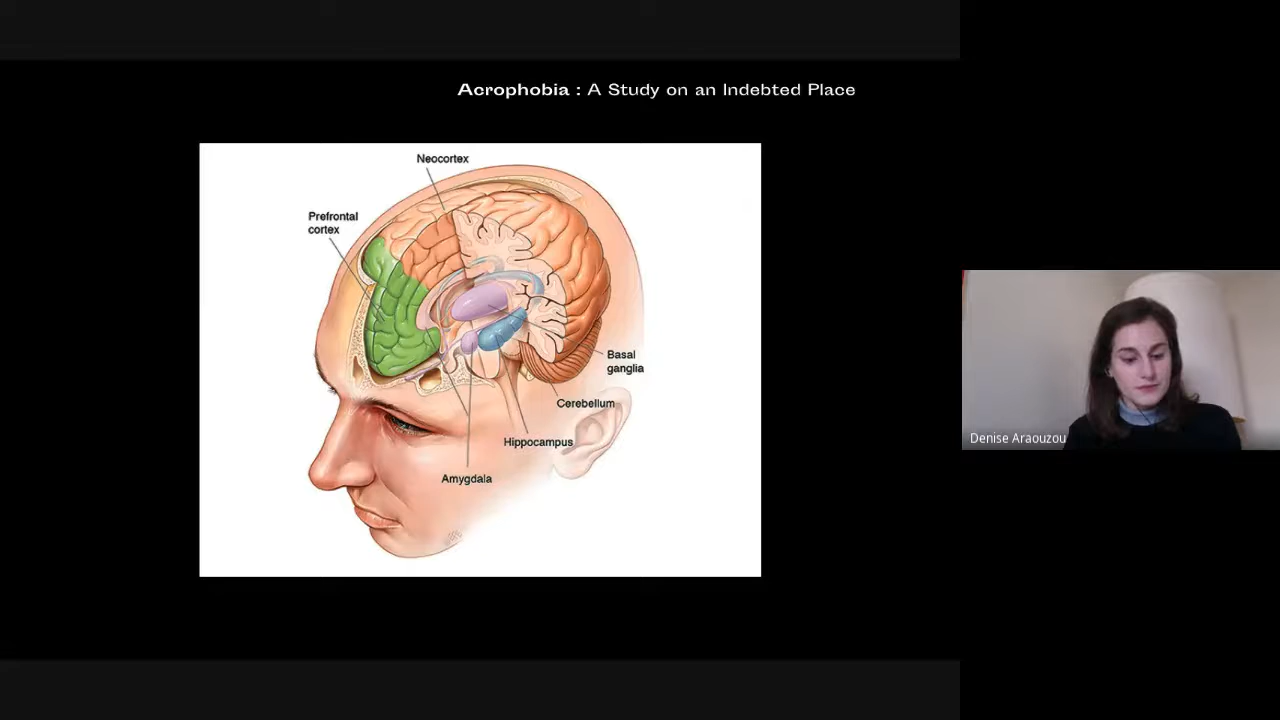 Acrophobia : A Study on an Indebted Place
Neocortex
Prefrontal
cortex
Basal
ganglia
Cerebellum
Hippocampus
Amygdala
Denise Araouzou